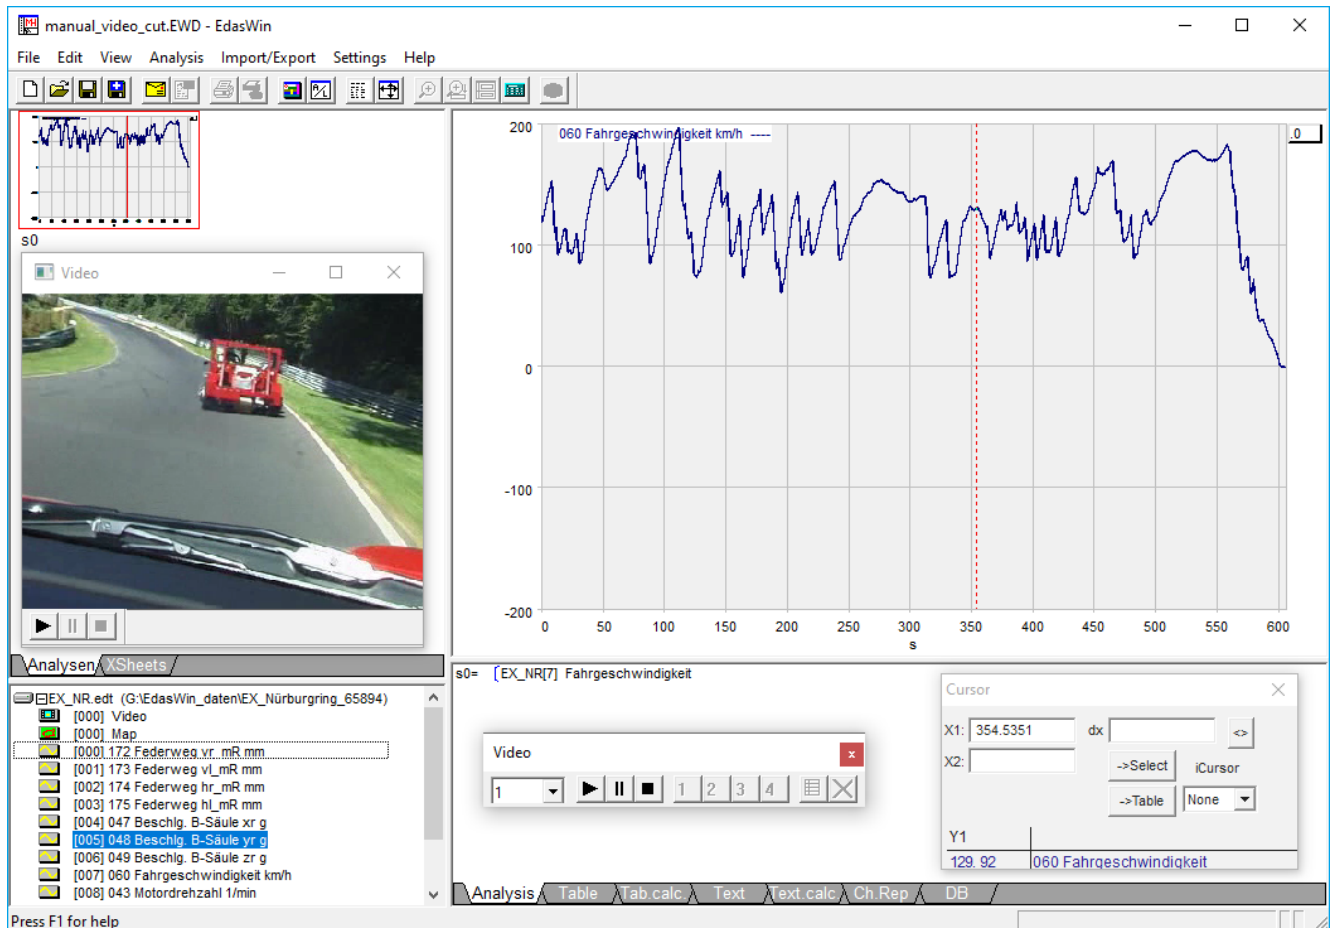 manual_video_cut.EWD - EdasWin
File Edit View Analysis Import/Export Settings Help
s0
Video
Analysen XSheets
EX_NR.edt (G:\EdasWin_daten\EX_Nürburgring_65894)
[000] Video
[000] Map
[000] 172 Federweg vr_mR mm
[001] 173 Federweg vl_mR mm
[002] 174 Federweg hr_mR mm
[003] 175 Federweg hl_mR mm
[004] 047 Beschlg. B-Säule xr g
[005] 048 Beschlg. B-Säule yr g
[006] 049 Beschlg. B-Säule zr g
[007] 060 Fahrgeschwindigkeit km/h
[008] 043 Motordrehzahl 1/min
060 Fahrgeschwindigkeit km/h ----
.0
200
100
0
-100
-200
0 50 100 150 200 250 300 350 400 450 500 550 600
s
s0= [EX_NR[7] Fahrgeschwindigkeit
Video x
1 1 2 3 4
Cursor
X1: 354.5351 dx <>
X2:
->Select iCursor
->Table None
Y1
129. 92 060 Fahrgeschwindigkeit
Analysis Table Tab.calc. Text Text.calc. Ch.Rep DB
Press F1 for help